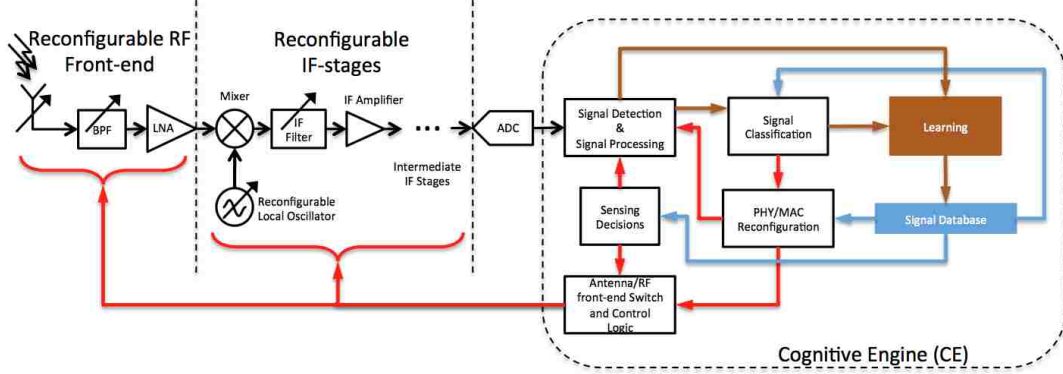 Reconfigurable RF
Front-end
Reconfigurable
IF-stages
Mixer
IF Amplifier
BPF
LNA
IF
Filter
ADC
Intermediate
IF Stages
Reconfigurable
Local Oscillator
Signal Detection
&
Signal Processing
Signal
Classification
Learning
Sensing
Decisions
PHY/MAC
Reconfiguration
Signal Database
Antenna/RF
front-end Switch
and Control
Logic
Cognitive Engine (CE)